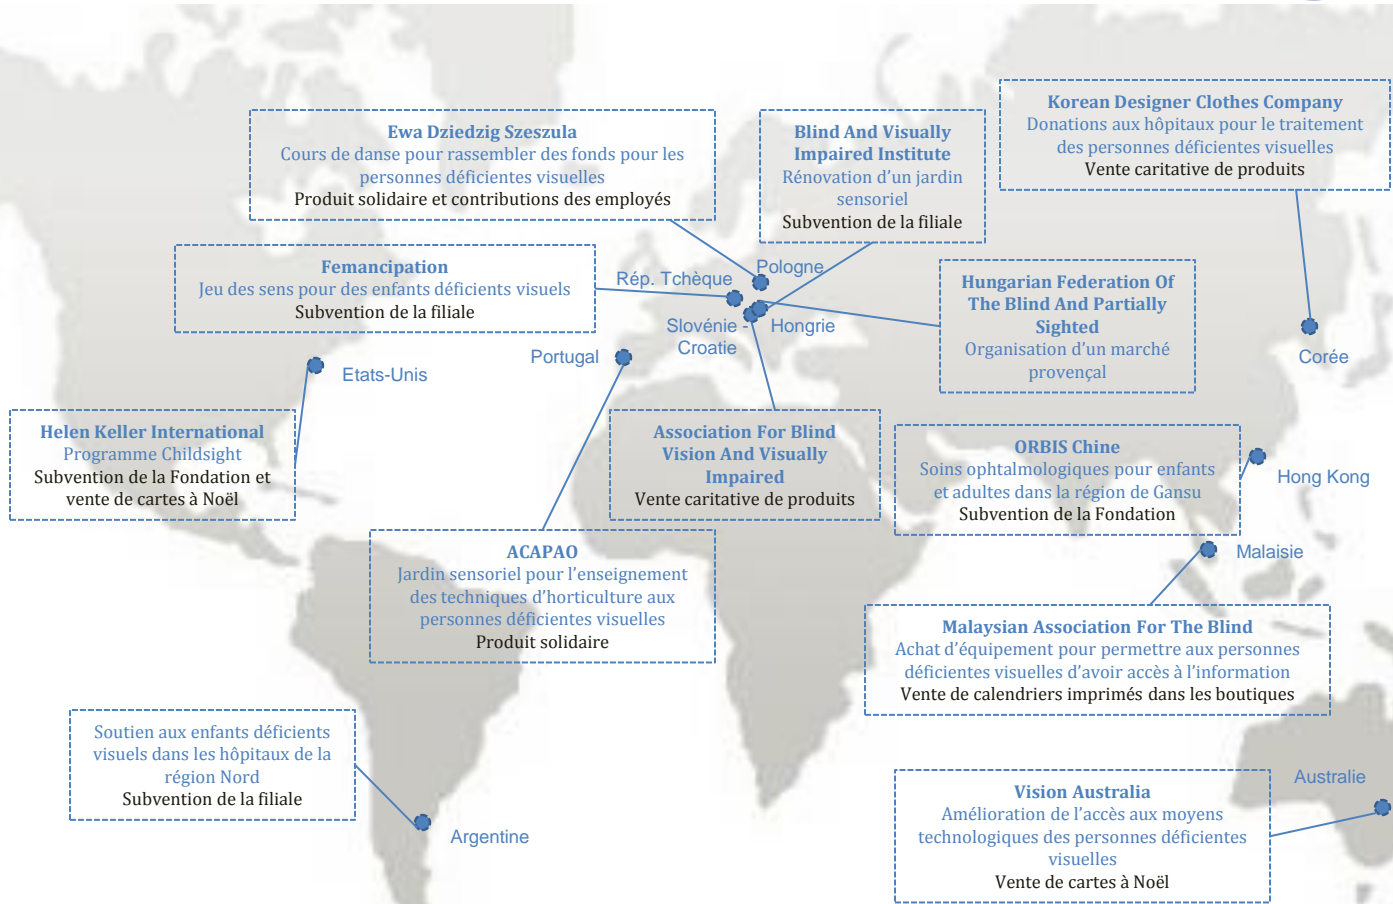 Korean Designer Clothes Company
Donations aux hôpitaux pour le traitement
des personnes déficientes visuelles
Vente caritative de produits
Ewa Dziedzig Szeszula
Cours de danse pour rassembler des fonds pour les
personnes déficientes visuelles
Produit solidaire et contributions des employés
Blind And Visually
Impaired Institute
Rénovation d'un jardin
sensoriel
Subvention de la filiale
Femancipation
Jeu des sens pour des enfants déficients visuels
Subvention de la filiale
Rép. Tchèque
Pologne
Hungarian Federation Of
The Blind And Partially
Sighted
Organisation d'un marché
provençal
Slovénie -
Croatie
Hongrie
Portugal
Etats-Unis
Corée
Helen Keller International
Programme Childsight
Subvention de la Fondation et
vente de cartes à Noël
Association For Blind
Vision And Visually
Impaired
Vente caritative de produits
ORBIS Chine
Soins ophtalmologiques pour enfants
et adultes dans la région de Gansu
Subvention de la Fondation
Hong Kong
ACAPAO
Jardin sensoriel pour l'enseignement
des techniques d'horticulture aux
personnes déficientes visuelles
Produit solidaire
Malaisie
Malaysian Association For The Blind
Achat d'équipement pour permettre aux personnes
déficientes visuelles d'avoir accès à l'information
Vente de calendriers imprimés dans les boutiques
Soutien aux enfants déficients
visuels dans les hôpitaux de la
région Nord
Subvention de la filiale
Argentine
Australie
Vision Australia
Amélioration de l'accès aux moyens
technologiques des personnes déficientes
visuelles
Vente de cartes à Noël